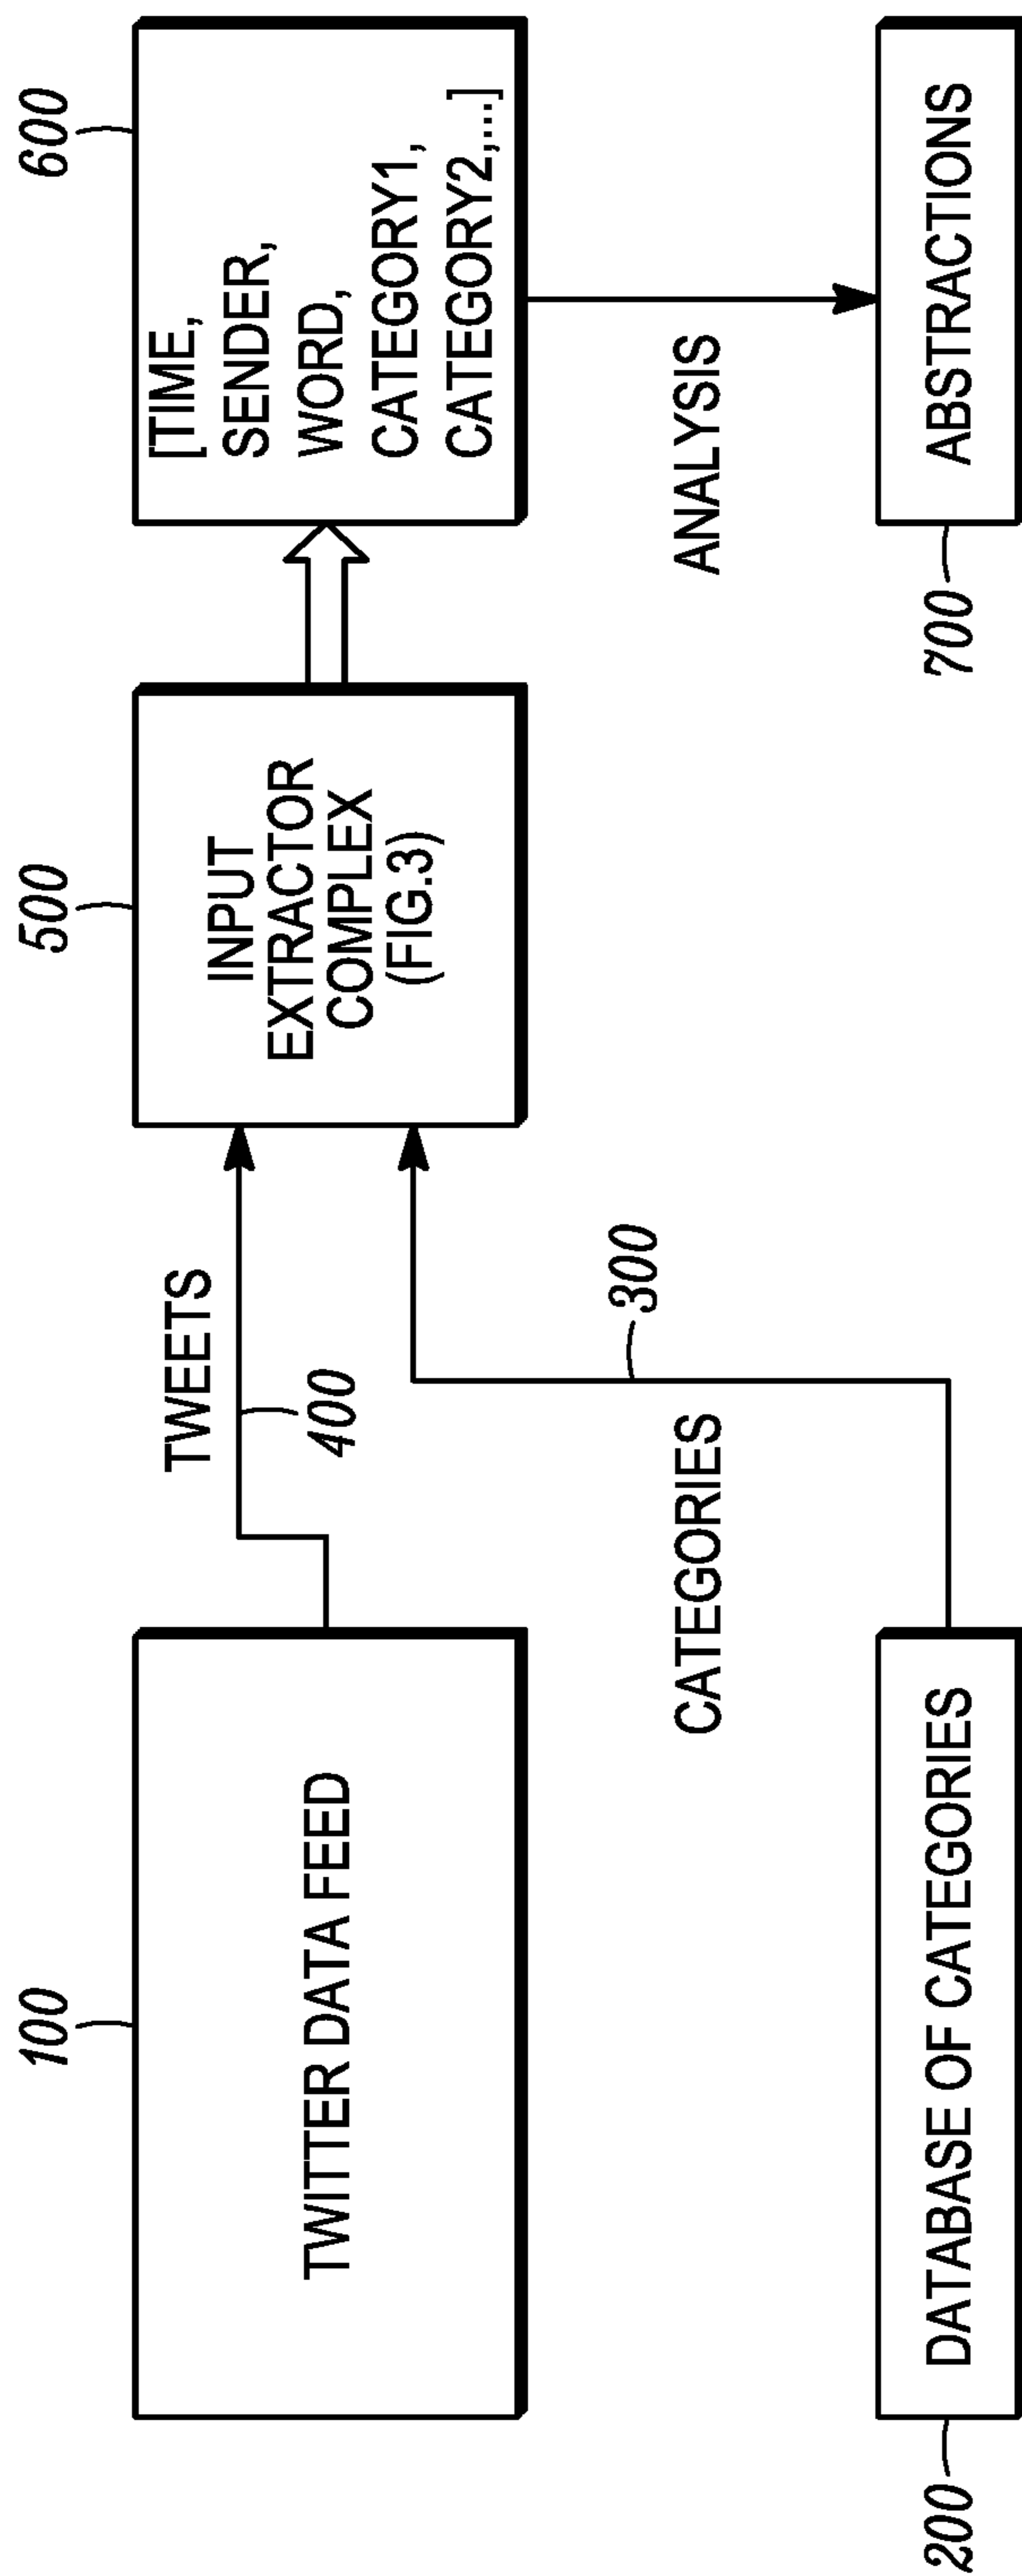 100
TWITTER DATA FEED
TWEETS
400
500
INPUT
EXTRACTOR
COMPLEX
(FIG.3)
600
[TIME,
SENDER,
WORD,
CATEGORY1,
CATEGORY2,...]
200
DATABASE OF CATEGORIES
CATEGORIES
300
ANALYSIS
700
ABSTRACTIONS